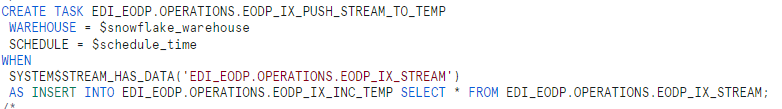 CREATE TASK EDI_EODP.OPERATIONS.EODP_IX_PUSH_STREAM_TO_TEMP
WAREHOUSE = $snowflake_warehouse
SCHEDULE = $schedule_time
WHEN
SYSTEM$STREAM_HAS_DATA('EDI_EODP.OPERATIONS.EODP_IX_STREAM')
AS INSERT INTO EDI_EODP.OPERATIONS.EODP_IX_INC_TEMP SELECT * FROM EDI_EODP.OPERATIONS.EODP_IX_STREAM;
/*